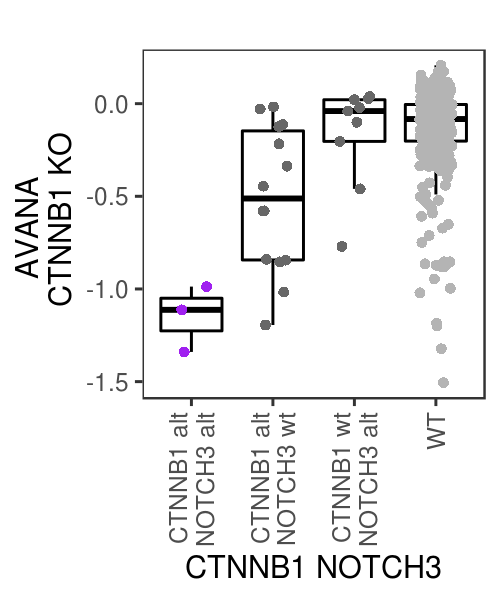 AVANA
CTNNB1 KO
0.0
-0.5
-1.0
-1.5
CTNNB1 alt
NOTCH3 alt
CTNNB1 alt
NOTCH3 wt
CTNNB1 wt
NOTCH3 alt
WT
CTNNB1 NOTCH3